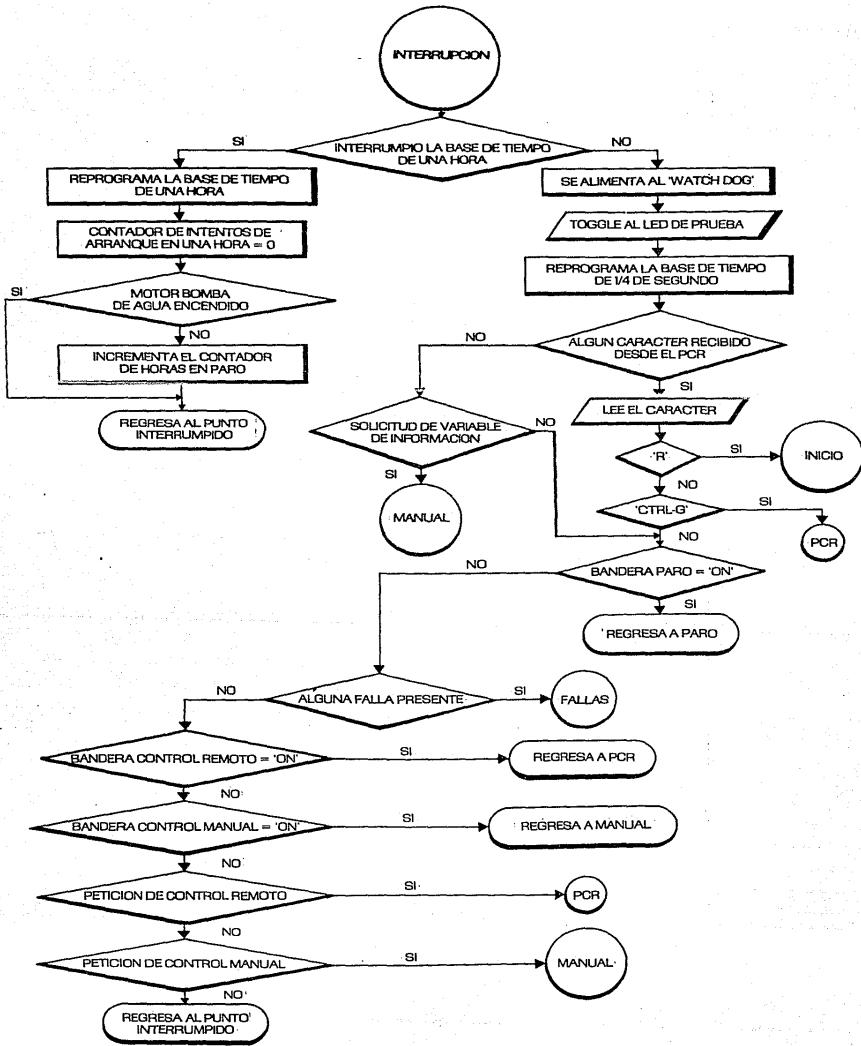 INTERRUPCION
INTERRUMPIO LA BASE DE TIEMPO
DE UNA HORA
SI
NO
REPROGRAMA LA BASE DE TIEMPO
DE UNA HORA
CONTADOR DE INTENTOS DE
ARRANQUE EN UNA HORA = 0
SI
MOTOR BOMBA
DE AGUA ENCENDIDO
NO
INCREMENTA EL CONTADOR
DE HORAS EN PARO
REGRESA AL PUNTO
INTERRUMPIDO
SE ALIMENTA AL 'WATCH DOG'
TOGGLE AL LED DE PRUEBA
REPROGRAMA LA BASE DE TIEMPO
DE 1/4 DE SEGUNDO
NO
ALGUN CARACTER RECIBIDO
DESDE EL PCR
SI
SOLICITUD DE VARIABLE
DE INFORMACION
NO
SI
MANUAL
LEE EL CARACTER
'R'
SI
INICIO
NO
'CTRL-G'
SI
PCR
NO
NO
BANDERA PARO = 'ON'
SI
REGRESA A PARO
NO
ALGUNA FALLA PRESENTE
SI
FALLAS
BANDERA CONTROL REMOTO = 'ON'
SI
REGRESA A PCR
NO
BANDERA CONTROL MANUAL = 'ON'
SI
REGRESA A MANUAL
NO
PETICION DE CONTROL REMOTO
SI
PCR
NO
PETICION DE CONTROL MANUAL
SI
MANUAL
NO
REGRESA AL PUNTO
INTERRUMPIDO